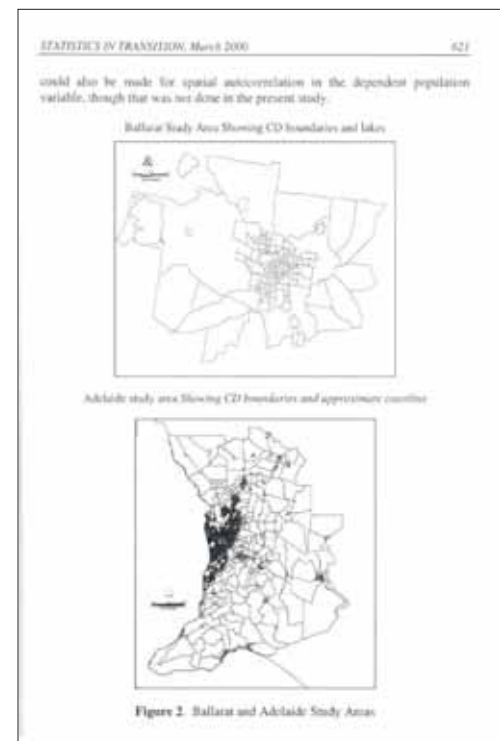 STATISTICS IN TRANSITION, March 2000 621
could also be made for spatial autocorrelation in the dependent population
variable, though that was not done in the present study.
Ballarat Study Area Showing CD boundaries and lakes
Adelaide study area Showing CD boundaries and approximate coastline
Figure 2. Ballarat and Adelaide Study Areas